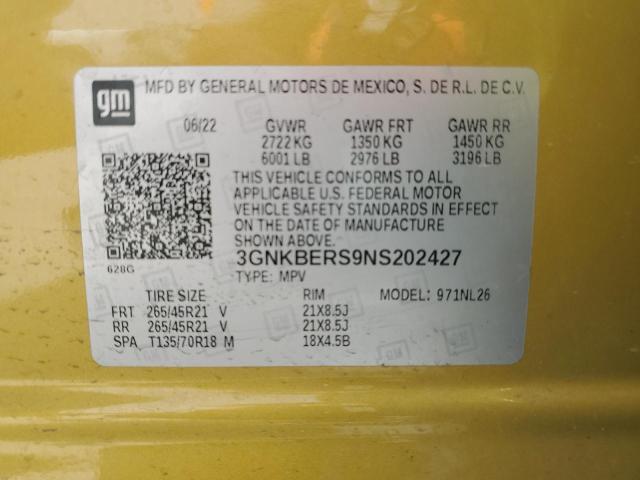 gm
MFD BY GENERAL MOTORS DE MEXICO, S. DE R.L. DE C.V.
06/22 GVWR GAWR FRT GAWR RR
2722 KG 1350 KG 1450 KG
6001 LB 2976 LB 3196 LB
THIS VEHICLE CONFORMS TO ALL
APPLICABLE U.S. FEDERAL MOTOR
VEHICLE SAFETY STANDARDS IN EFFECT
ON THE DATE OF MANUFACTURE
SHOWN ABOVE.
3GNKBERS9NS202427
628G
TYPE: MPV
TIRE SIZE RIM MODEL: 971NL26
FRT 265/45R21 V 21X8.5J
RR 265/45R21 V 21X8.5J
SPA T135/70R18 M 18X4.5B